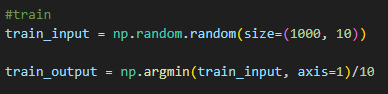 #train
train_input = np.random.random(size=(1000, 10))
train_output = np.argmin(train_input, axis=1)/10